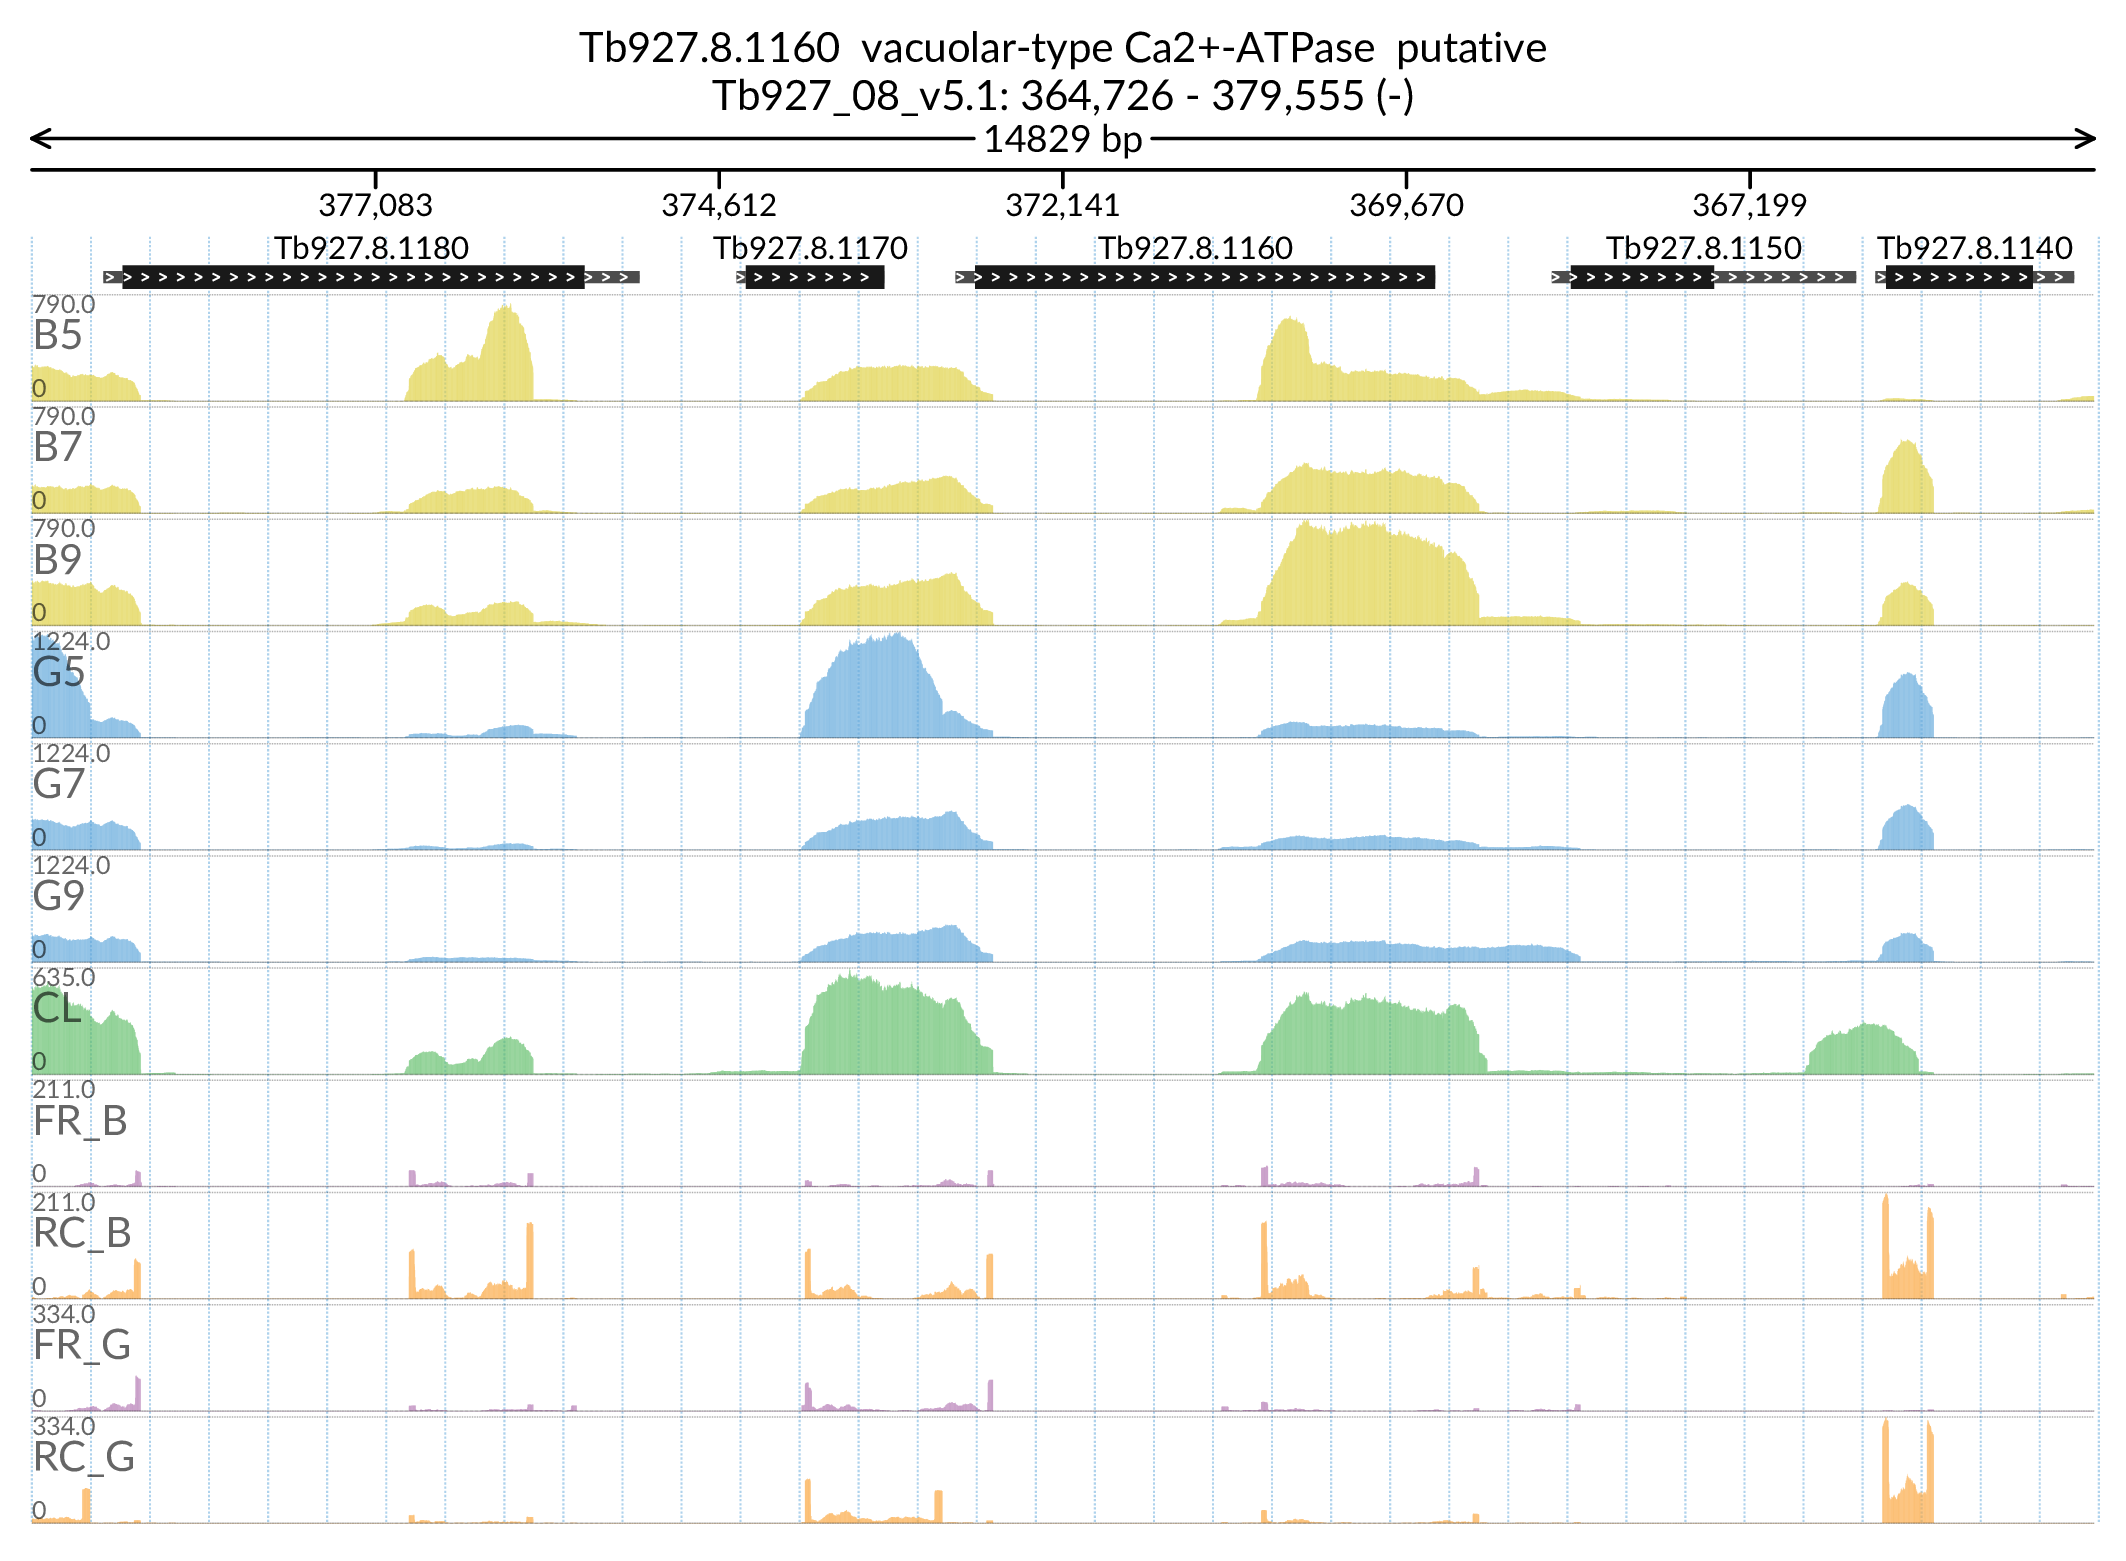 Tb927.8.1160  vacuolar-type Ca2+-ATPase  putative
Tb927_08_v5.1: 364,726 - 379,555 (-)
14829 bp
377,083 374,612 372,141 369,670 367,199
Tb927.8.1180 Tb927.8.1170 Tb927.8.1160 Tb927.8.1150 Tb927.8.1140
790.0
B5
0
790.0
B7
0
790.0
B9
0
1224.0
G5
0
1224.0
G7
0
1224.0
G9
0
635.0
CL
0
211.0
FR_B
0
211.0
RC_B
0
334.0
FR_G
0
334.0
RC_G
0